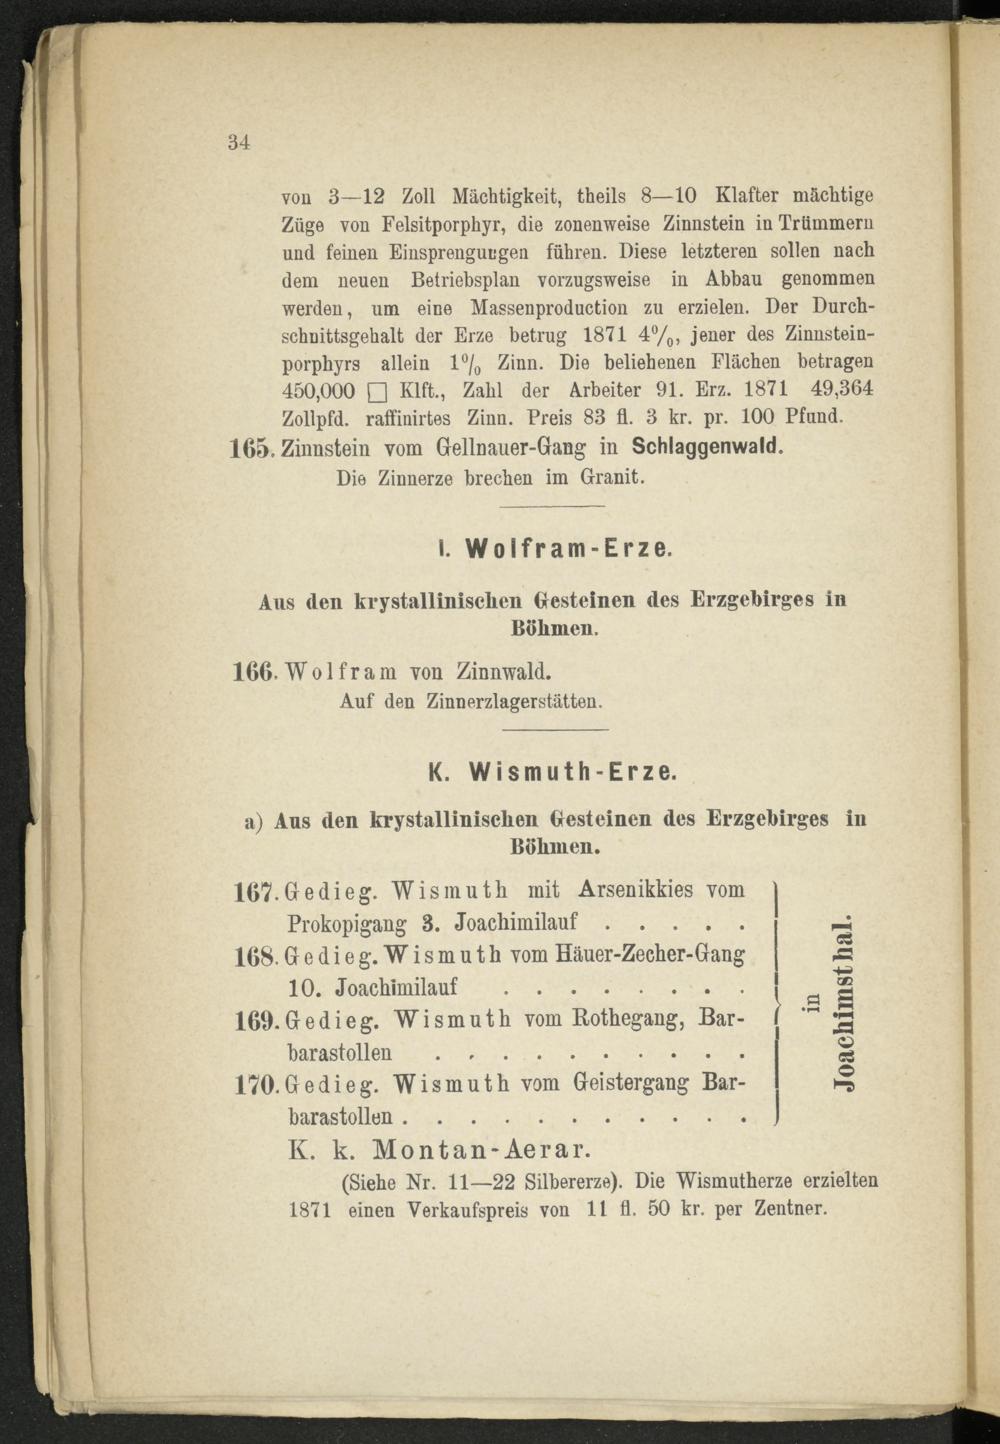 34
von 3—12 Zoll Mächtigkeit, theils 8—10 Klafter mächtige
Züge von Felsitporphyr, die zonenweise Zinnstein in Trümmern
und feinen Einsprengungen führen. Diese letzteren sollen nach
dem neuen Betriebsplan vorzugsweise in Abbau genommen
werden, um eine Massenproduction zu erzielen. Der Durch-
schnittsgehalt der Erze betrug 1871 4%, jener des Zinnstein-
porphyrs allein 1% Zinn. Die beliehenen Flächen betragen
450,000 □ Klft., Zahl der Arbeiter 91. Erz. 1871 49,364
Zollpfd. raffinirtes Zinn. Preis 83 fl. 3 kr. pr. 100 Pfund.
165. Zinnstein vom Gellnauer-Gang in Schlaggenwald.
Die Zinnerze brechen im Granit.
I. Wolfram-Erze.
Aus den krystallinischen Gesteinen des Erzgebirges in
Böhmen.
166. Wolfram von Zinnwald.
Auf den Zinnerzlagerstätten.
K. Wismuth-Erze.
a) Aus den krystallinischen Gesteinen des Erzgebirges in
Böhmen.
167. Gedieg. Wismuth mit Arsenikkies vom
Prokopigang 3. Joachimilauf . . . . .
168. Gedieg. Wismuth vom Häuer-Zecher-Gang
10. Joachimilauf . . . . . . . .
169. Gedieg. Wismuth vom Rothegang, Bar-
barastollen . . . . . . . . . .
170. Gedieg. Wismuth vom Geistergang Bar-
barastollen . . . . . . . . . . .
in
Joachimsthal.
K. k. Montan-Aerar.
(Siehe Nr. 11—22 Silbererze). Die Wismutherze erzielten
1871 einen Verkaufspreis von 11 fl. 50 kr. per Zentner.